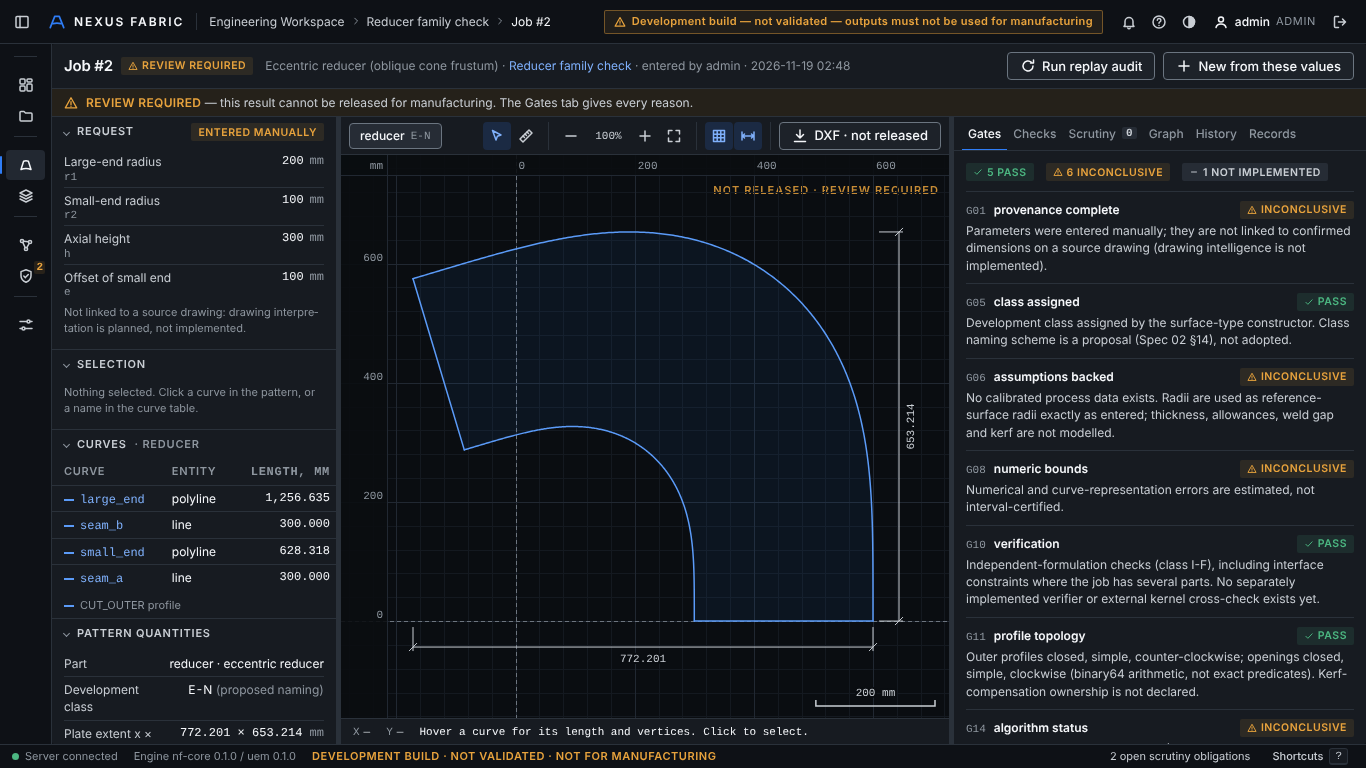 NEXUS FABRIC Engineering Workspace Reducer family check Job #2 Development build — not validated — outputs must not be used for manufacturing admin ADMIN
Job #2 REVIEW REQUIRED Eccentric reducer (oblique cone frustum) · Reducer family check · entered by admin · 2026-11-19 02:48 Run replay audit New from these values
REVIEW REQUIRED — this result cannot be released for manufacturing. The Gates tab gives every reason.
2
REQUEST ENTERED MANUALLY
Large-end radius 200 mm
r1
Small-end radius 100 mm
r2
Axial height 300 mm
h
Offset of small end 100 mm
e
Not linked to a source drawing: drawing interpre-
tation is planned, not implemented.
SELECTION
Nothing selected. Click a curve in the pattern, or
a name in the curve table.
CURVES · REDUCER
CURVE ENTITY LENGTH, MM
large_end polyline 1,256.635
seam_b line 300.000
small_end polyline 628.318
seam_a line 300.000
CUT_OUTER profile
PATTERN QUANTITIES
Part reducer · eccentric reducer
Development E-N (proposed naming)
class
Plate extent x × 772.201 × 653.214 mm
reducer E-N 100% DXF · not released
mm 0 200 400 600
NOT RELEASED · REVIEW REQUIRED
600
400
200
0
653.214
772.201
200 mm
X — Y — Hover a curve for its length and vertices. Click to select.
Gates Checks Scrutiny 0 Graph History Records
5 PASS 6 INCONCLUSIVE 1 NOT IMPLEMENTED
G01 provenance complete INCONCLUSIVE
Parameters were entered manually; they are not linked to confirmed
dimensions on a source drawing (drawing intelligence is not
implemented).
G05 class assigned PASS
Development class assigned by the surface-type constructor. Class
naming scheme is a proposal (Spec 02 §14), not adopted.
G06 assumptions backed INCONCLUSIVE
No calibrated process data exists. Radii are used as reference-
surface radii exactly as entered; thickness, allowances, weld gap
and kerf are not modelled.
G08 numeric bounds INCONCLUSIVE
Numerical and curve-representation errors are estimated, not
interval-certified.
G10 verification PASS
Independent-formulation checks (class I-F), including interface
constraints where the job has several parts. No separately
implemented verifier or external kernel cross-check exists yet.
G11 profile topology PASS
Outer profiles closed, simple, counter-clockwise; openings closed,
simple, clockwise (binary64 arithmetic, not exact predicates). Kerf-
compensation ownership is not declared.
G14 algorithm status INCONCLUSIVE
Server connected Engine nf-core 0.1.0 / uem 0.1.0 DEVELOPMENT BUILD · NOT VALIDATED · NOT FOR MANUFACTURING 2 open scrutiny obligations Shortcuts ?